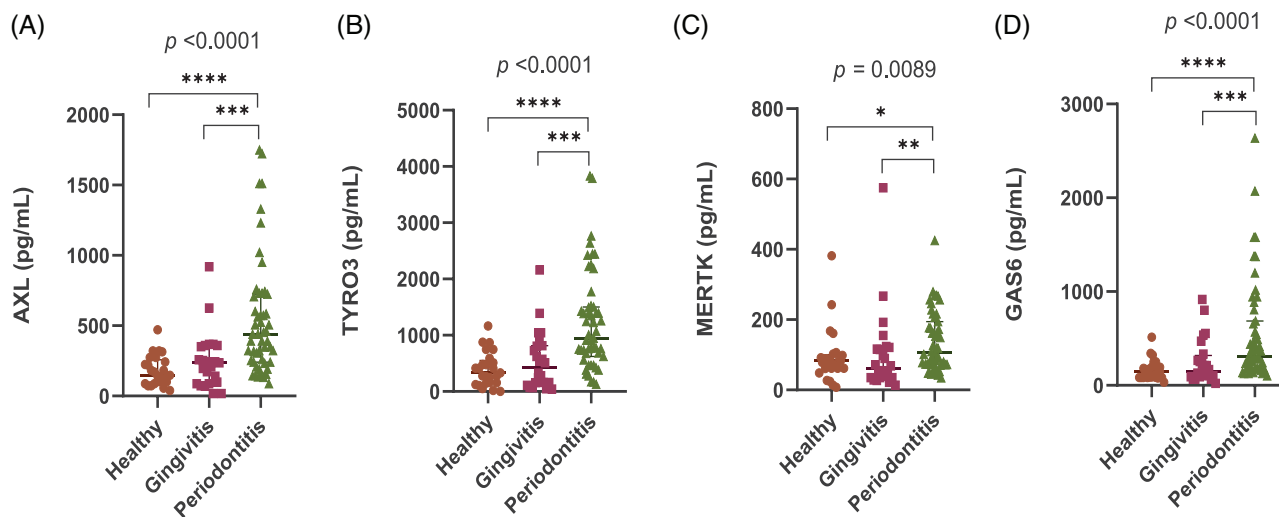 (A)
p <0.0001
****
***
2000
1500
1000
500
0
AXL (pg/mL)
Healthy
Gingivitis
Periodontitis
(B)
p <0.0001
****
***
5000
4000
3000
2000
1000
0
TYRO3 (pg/mL)
Healthy
Gingivitis
Periodontitis
(C)
p = 0.0089
*
**
800
600
400
200
0
MERTK (pg/mL)
Healthy
Gingivitis
Periodontitis
(D)
p <0.0001
****
***
3000
2000
1000
0
GAS6 (pg/mL)
Healthy
Gingivitis
Periodontitis